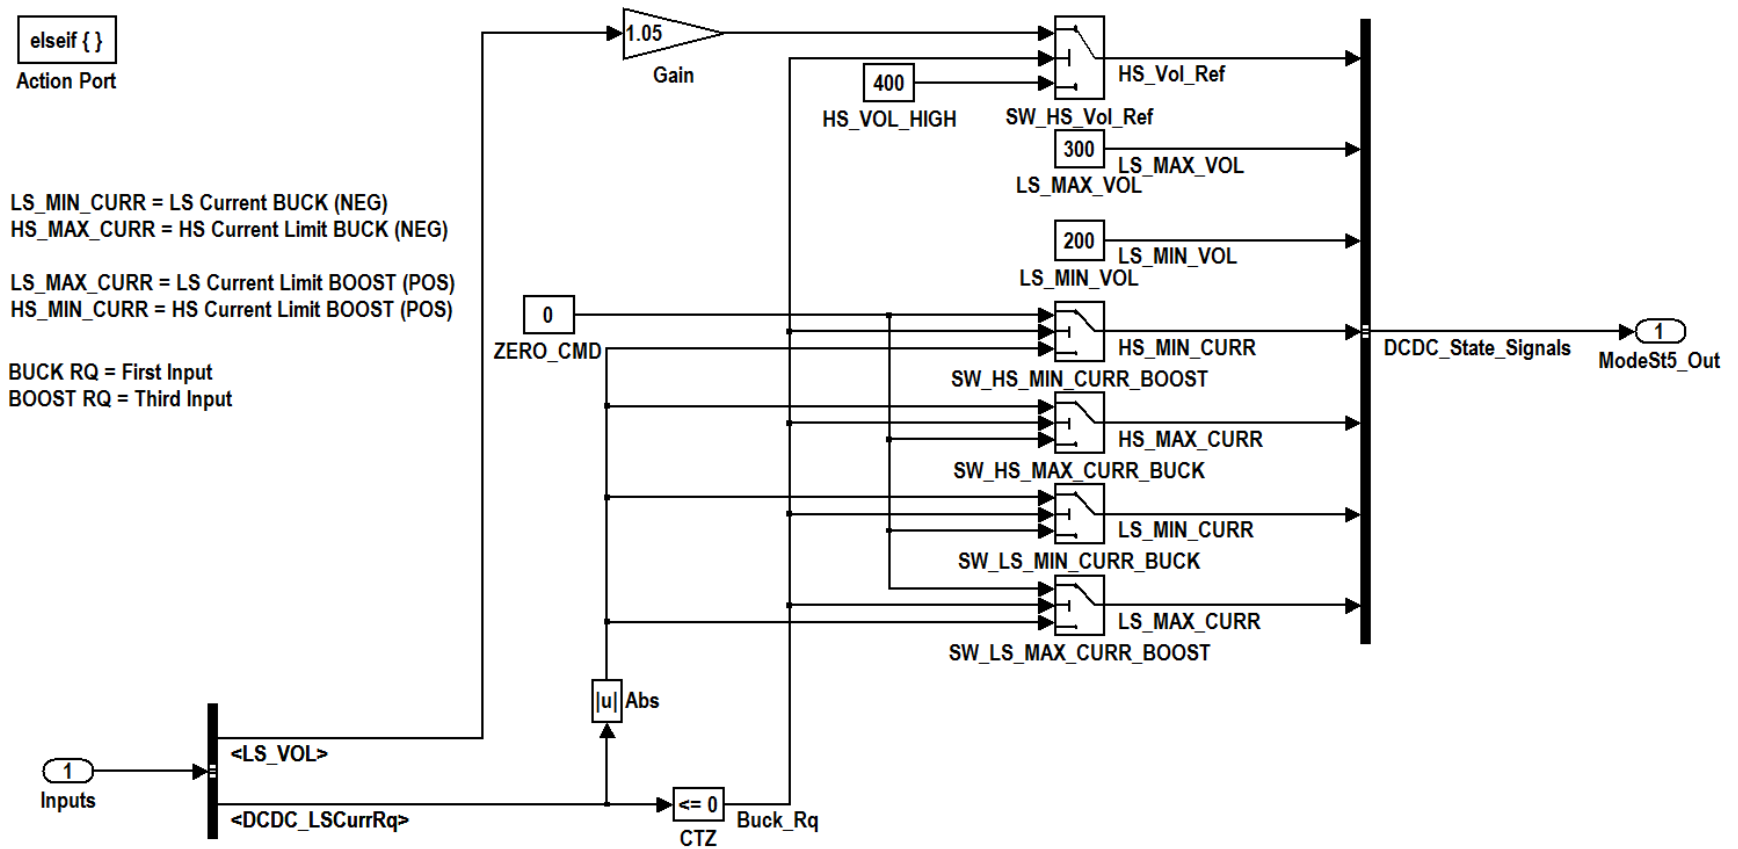 elseif { }
Action Port
1.05
Gain
400
HS_VOL_HIGH
SW_HS_Vol_Ref
HS_Vol_Ref
300
LS_MAX_VOL
LS_MAX_VOL
200
LS_MIN_VOL
LS_MIN_VOL
LS_MIN_CURR = LS Current BUCK (NEG)
HS_MAX_CURR = HS Current Limit BUCK (NEG)
LS_MAX_CURR = LS Current Limit BOOST (POS)
HS_MIN_CURR = HS Current Limit BOOST (POS)
BUCK RQ = First Input
BOOST RQ = Third Input
0
ZERO_CMD
HS_MIN_CURR
SW_HS_MIN_CURR_BOOST
HS_MAX_CURR
SW_HS_MAX_CURR_BUCK
LS_MIN_CURR
SW_LS_MIN_CURR_BUCK
LS_MAX_CURR
SW_LS_MAX_CURR_BOOST
DCDC_State_Signals
1
ModeSt5_Out
|u|
Abs
1
Inputs
<LS_VOL>
<DCDC_LSCurrRq>
<= 0
CTZ
Buck_Rq